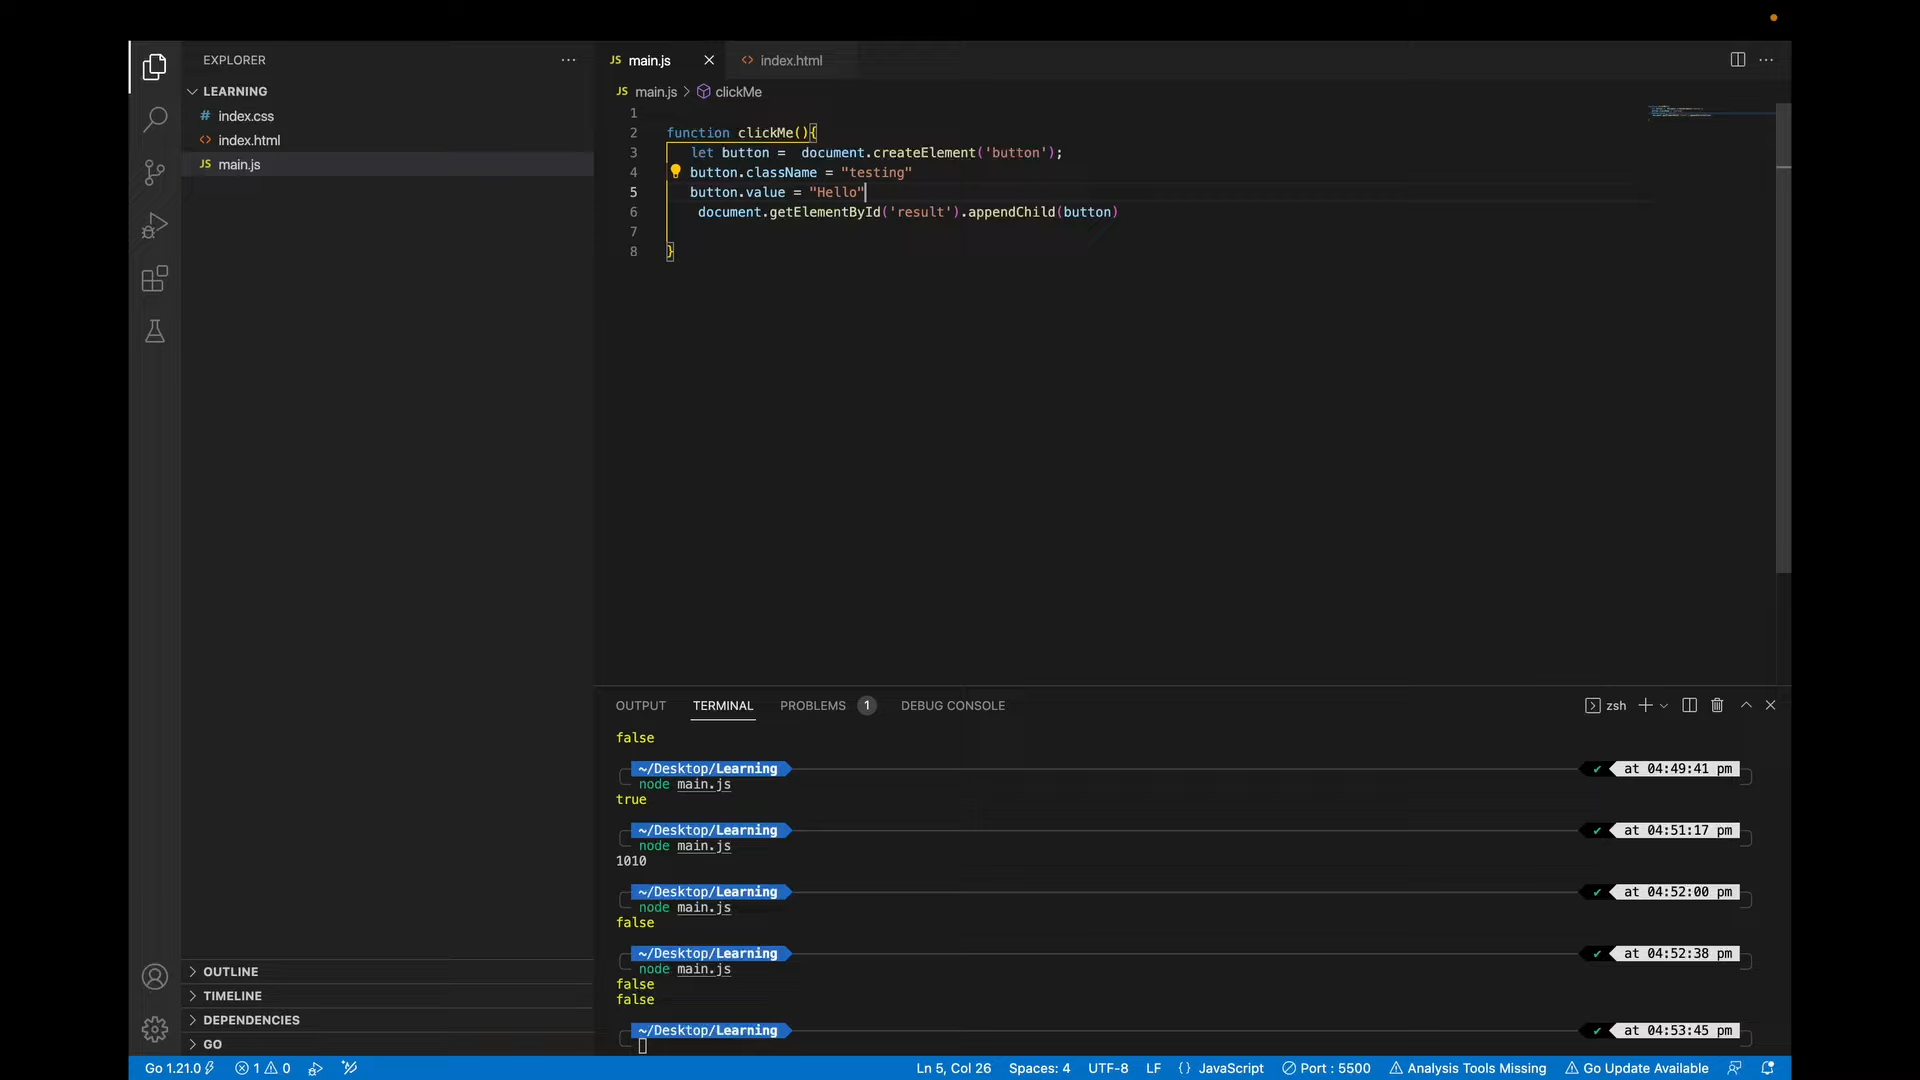 EXPLORER
LEARNING
# index.css
<> index.html
JS main.js
JS main.js
<> index.html
JS main.js > clickMe
1
2 function clickMe(){
3 let button =  document.createElement('button');
4 button.className = "testing"
5 button.value = "Hello"
6 document.getElementById('result').appendChild(button)
7
8 }
OUTPUT TERMINAL PROBLEMS 1 DEBUG CONSOLE
zsh
false
~/Desktop/Learning ✔ at 04:49:41 pm
node main.js
true
~/Desktop/Learning ✔ at 04:51:17 pm
node main.js
1010
~/Desktop/Learning ✔ at 04:52:00 pm
node main.js
false
~/Desktop/Learning ✔ at 04:52:38 pm
node main.js
false
false
~/Desktop/Learning ✔ at 04:53:45 pm
OUTLINE
TIMELINE
DEPENDENCIES
GO
Go 1.21.0 1 0 Ln 5, Col 26 Spaces: 4 UTF-8 LF {} JavaScript Port : 5500 Analysis Tools Missing Go Update Available